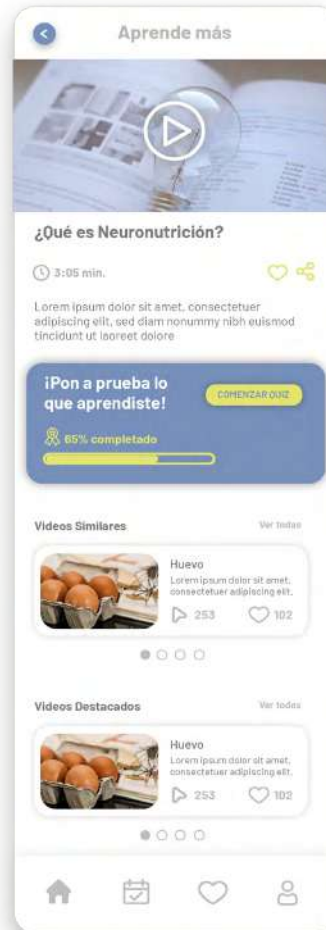 Aprende más
¿Qué es Neuronutrición?
3:05 min.
Lorem ipsum dolor sit amet, consectetuer
adipiscing elit, sed diam nonummy nibh euismod
tincidunt ut laoreet dolore
¡Pon a prueba lo
que aprendiste!
COMENZAR QUIZ
65% completado
Videos Similares
Ver todas
Huevo
Lorem ipsum dolor sit amet,
consectetuer adipiscing elit,
253
102
Videos Destacados
Ver todos
Huevo
Lorem ipsum dolor sit amet,
consectetuer adipiscing elit,
253
102